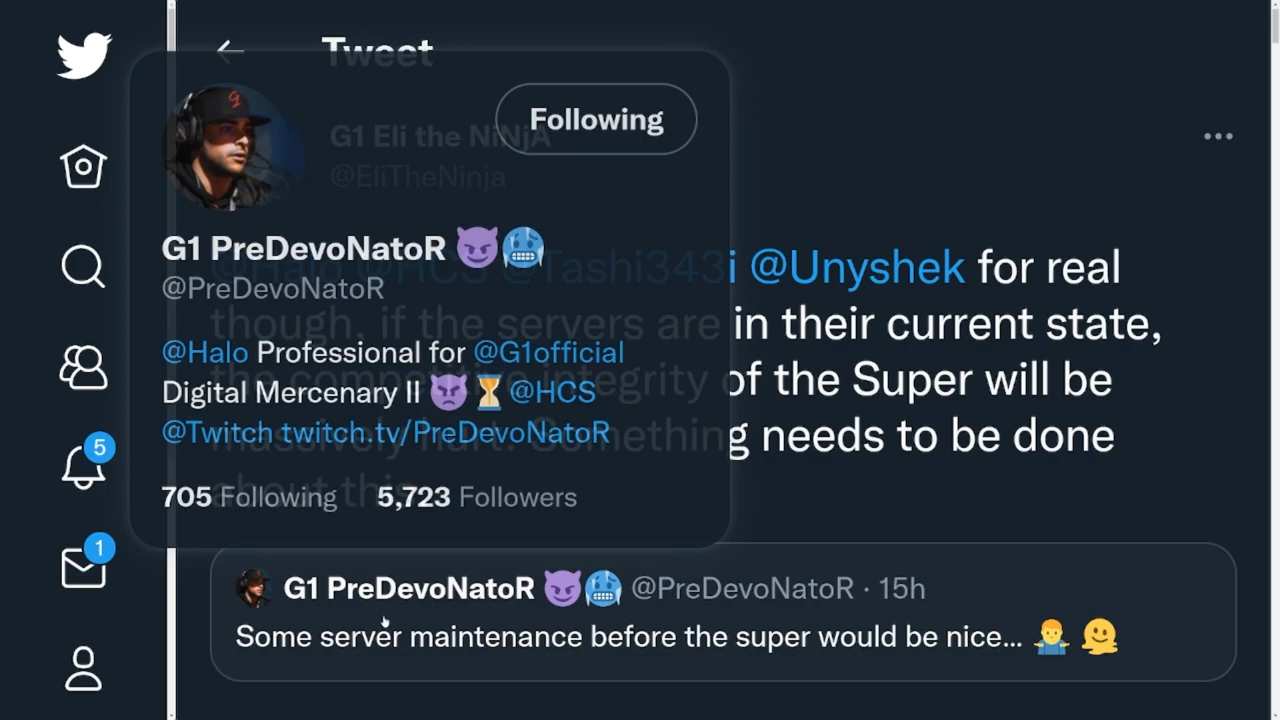 Tweet
Following
G1 Eli the NiNjA
@EliTheNinja
G1 PreDevoNatoR 😈🥶
@PreDevoNatoR
@Halo Professional for @G1official
Digital Mercenary II 👿⏳@HCS
@Twitch twitch.tv/PreDevoNatoR
705 Following 5,723 Followers
@Halo @HCS @Tashi343i @Unyshek for real
though, if the servers are in their current state,
the competitive integrity of the Super will be
massively hurt. Something needs to be done
about this
5
1
G1 PreDevoNatoR 😈🥶 @PreDevoNatoR · 15h
Some server maintenance before the super would be nice... 🤷‍♂️ 🫠